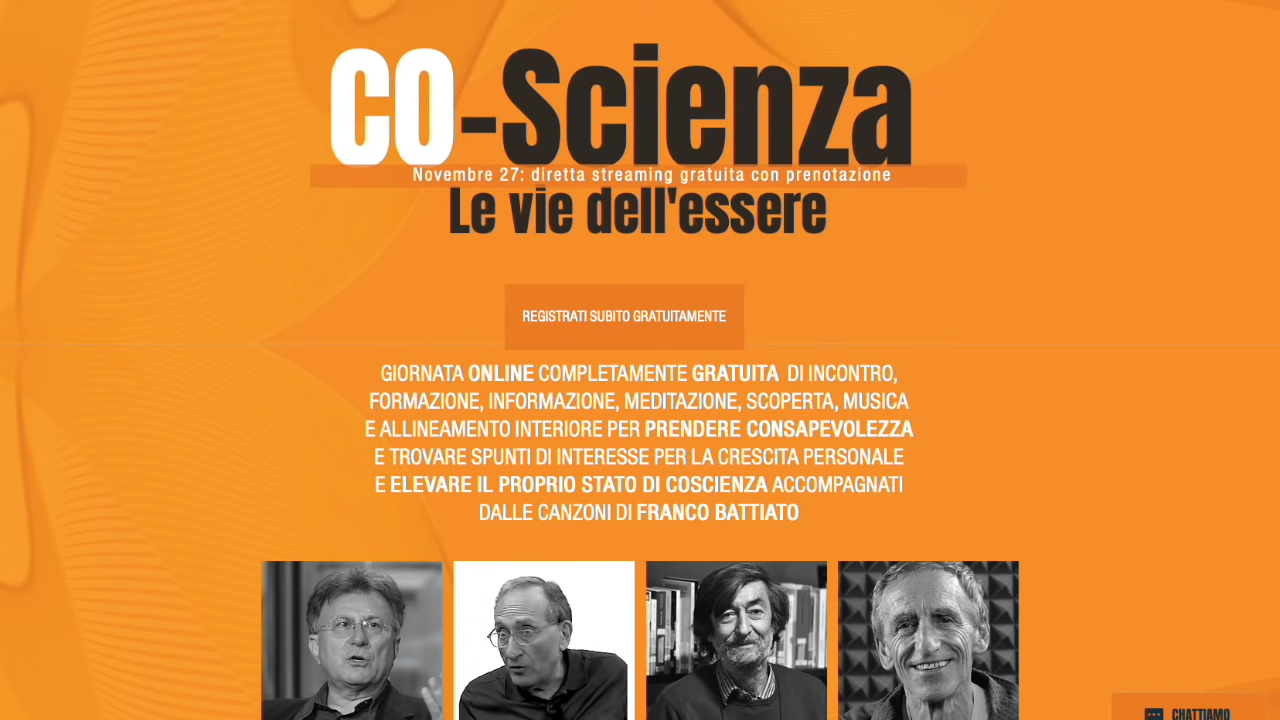 CO-Scienza
Novembre 27: diretta streaming gratuita con prenotazione
Le vie dell'essere
REGISTRATI SUBITO GRATUITAMENTE
GIORNATA ONLINE COMPLETAMENTE GRATUITA DI INCONTRO,
FORMAZIONE, INFORMAZIONE, MEDITAZIONE, SCOPERTA, MUSICA
E ALLINEAMENTO INTERIORE PER PRENDERE CONSAPEVOLEZZA
E TROVARE SPUNTI DI INTERESSE PER LA CRESCITA PERSONALE
E ELEVARE IL PROPRIO STATO DI COSCIENZA ACCOMPAGNATI
DALLE CANZONI DI FRANCO BATTIATO
CHATTIAMO